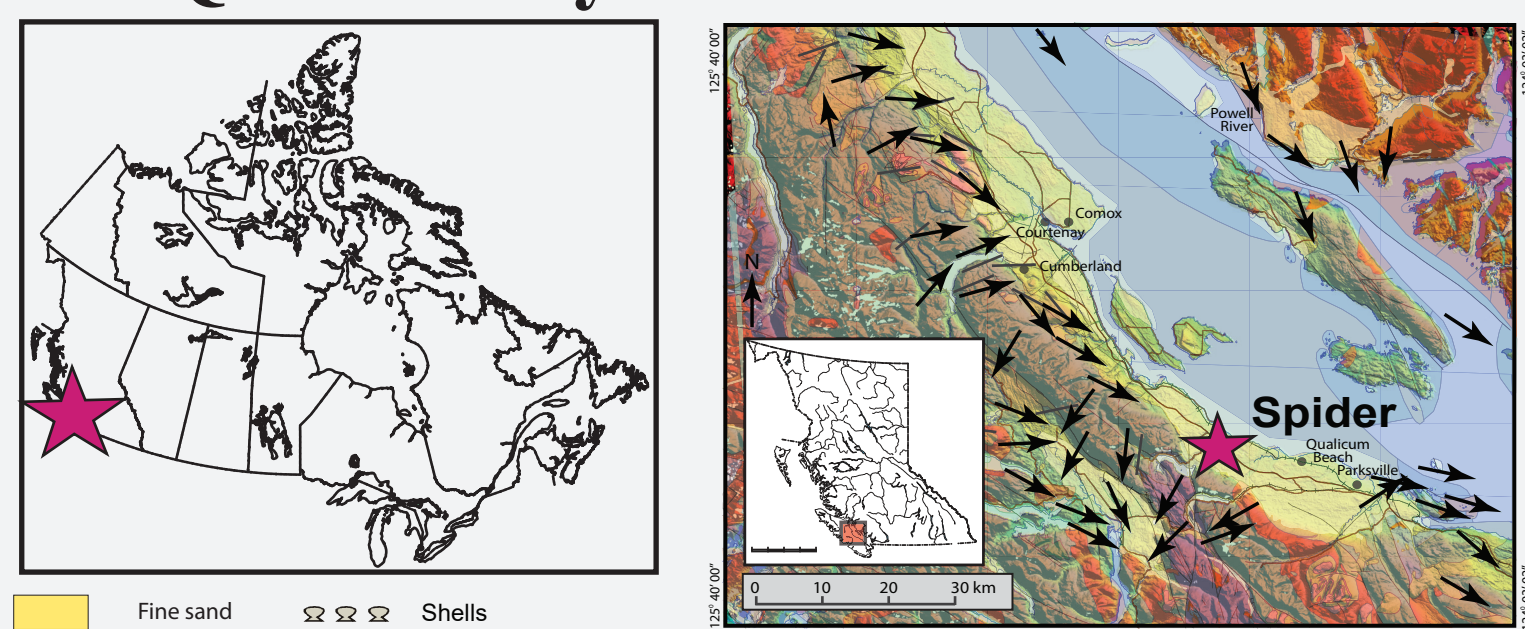 125° 40' 00"
Powell
River
Comox
Courtenay
Cumberland
N
Spider
Qualicum
Beach
Parksville
0 10 20 30 km
125° 40' 00"
Fine sand
Shells